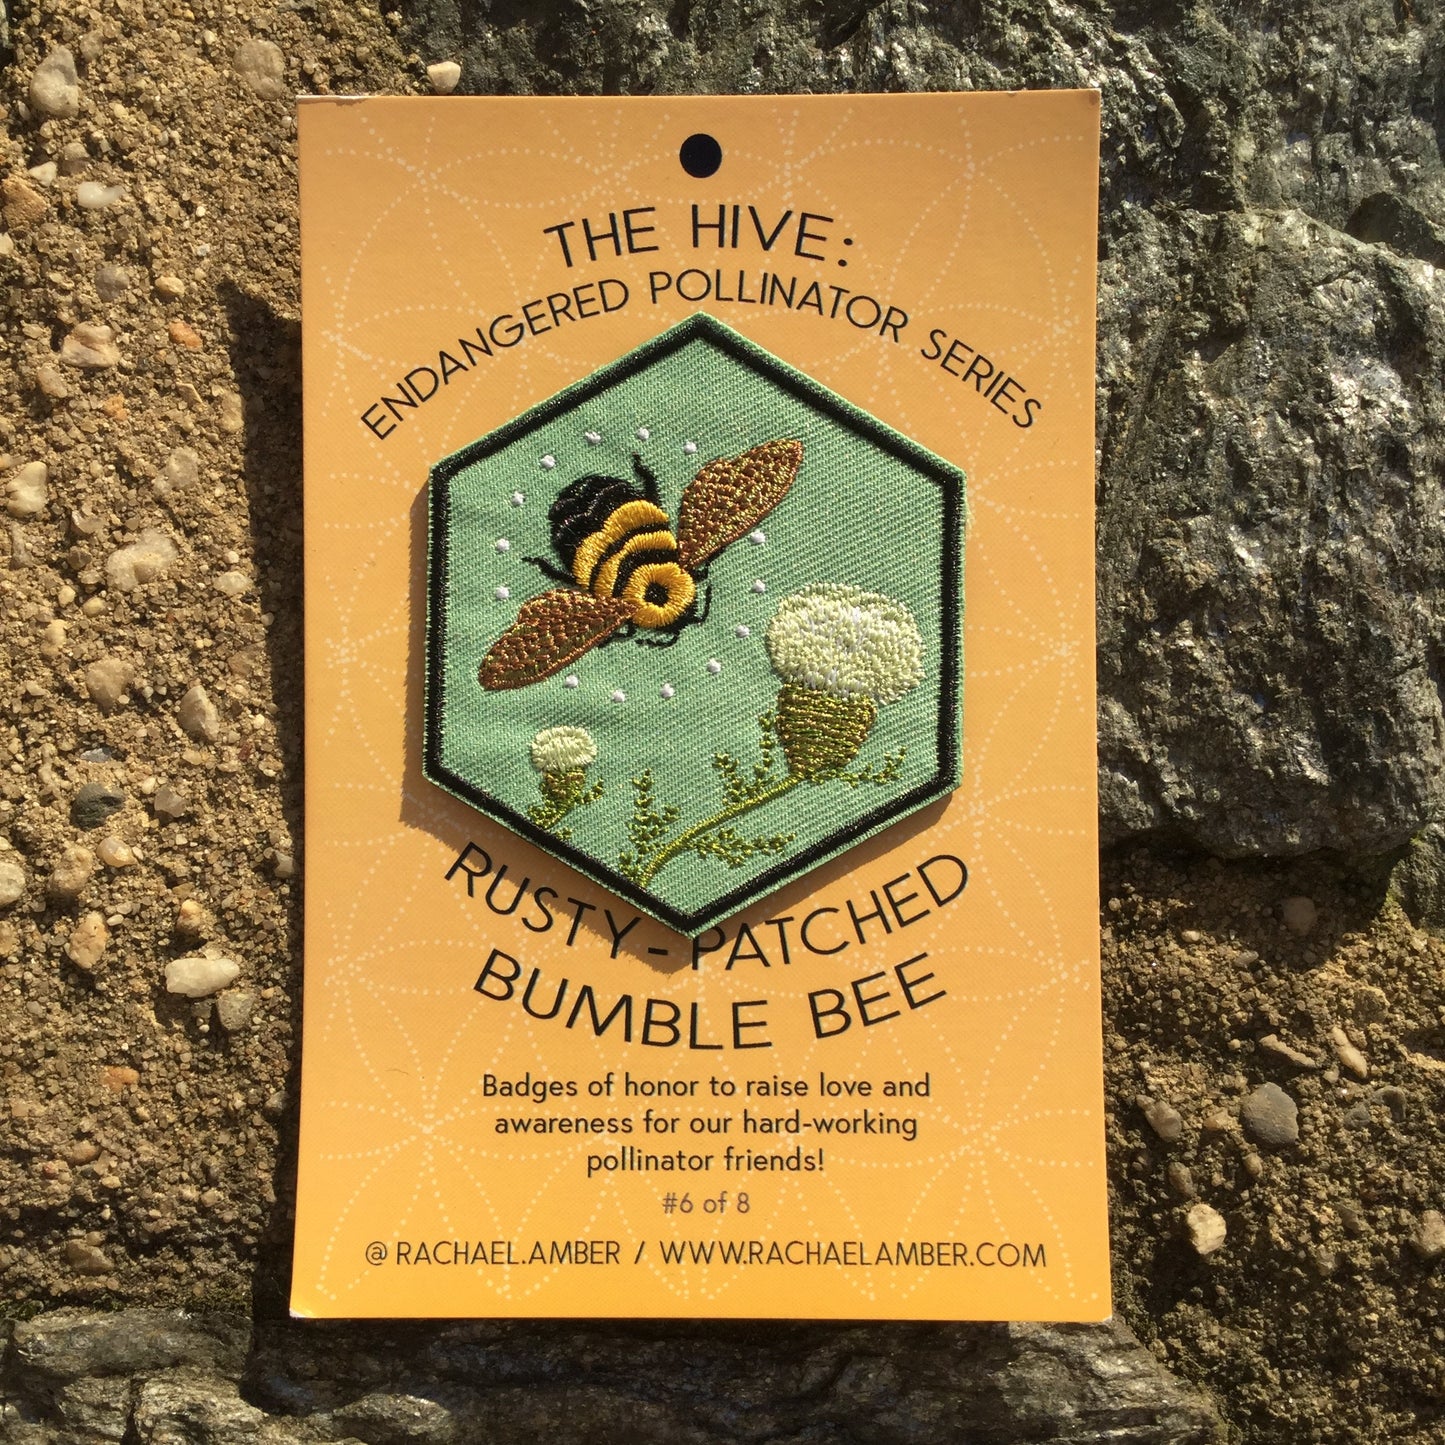 THE HIVE:
ENDANGERED POLLINATOR SERIES
RUSTY-PATCHED
BUMBLE BEE
Badges of honor to raise love and
awareness for our hard-working
pollinator friends!
#6 of 8
@RACHAEL.AMBER / WWW.RACHAELAMBER.COM